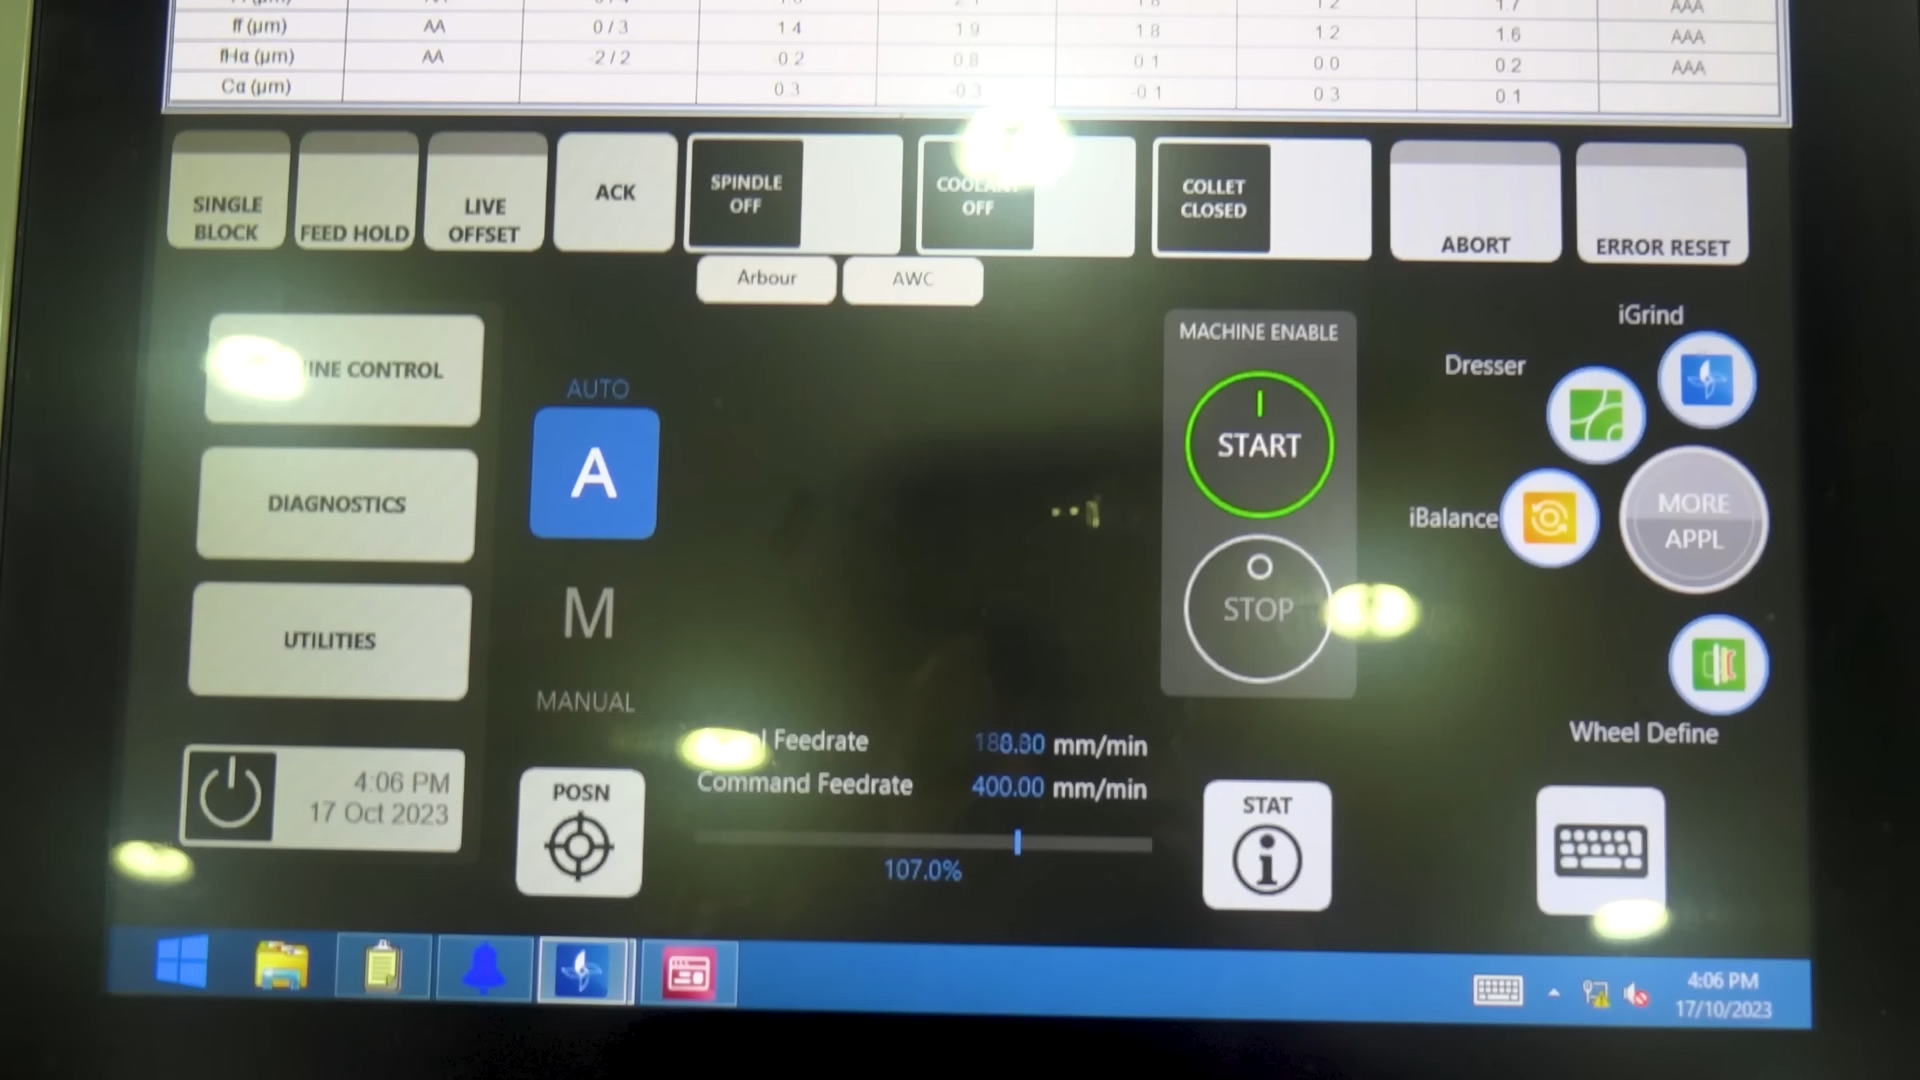 ff (µm) AA 0 / 3 1.4 1.9 1.8 1.2 1.6 AAA
fHα (µm) AA -2 / 2 0.8 0.1 0.0 0.2 AAA
Cα (µm) 0.3 -0.3 -0.1 0.3 0.1
SINGLE
BLOCK
FEED HOLD
LIVE
OFFSET
ACK
SPINDLE
OFF
COOLANT
OFF
COLLET
CLOSED
ABORT
ERROR RESET
Arbour
AWC
INE CONTROL
DIAGNOSTICS
UTILITIES
4:06 PM
17 Oct 2023
AUTO
A
M
MANUAL
POSN
Feedrate mm/min
Command Feedrate 400.00 mm/min
107.0%
MACHINE ENABLE
START
STOP
STAT
iGrind
Dresser
iBalance
MORE
APPL
Wheel Define
4:06 PM
17/10/2023